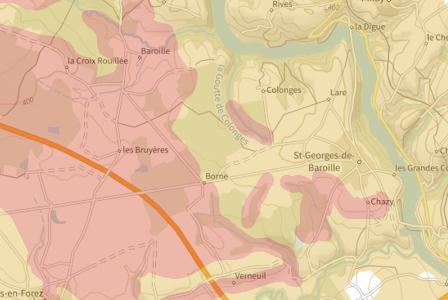 Rives
400
la Digue
Baroille
la Croix Rouillée
Colonges
Lare
400
la Goutte de Colonges
les Bruyères
St-Georges-de-
Baroille
les Grandes Co
Borne
Chazy
Verneuil
s-en-Forez